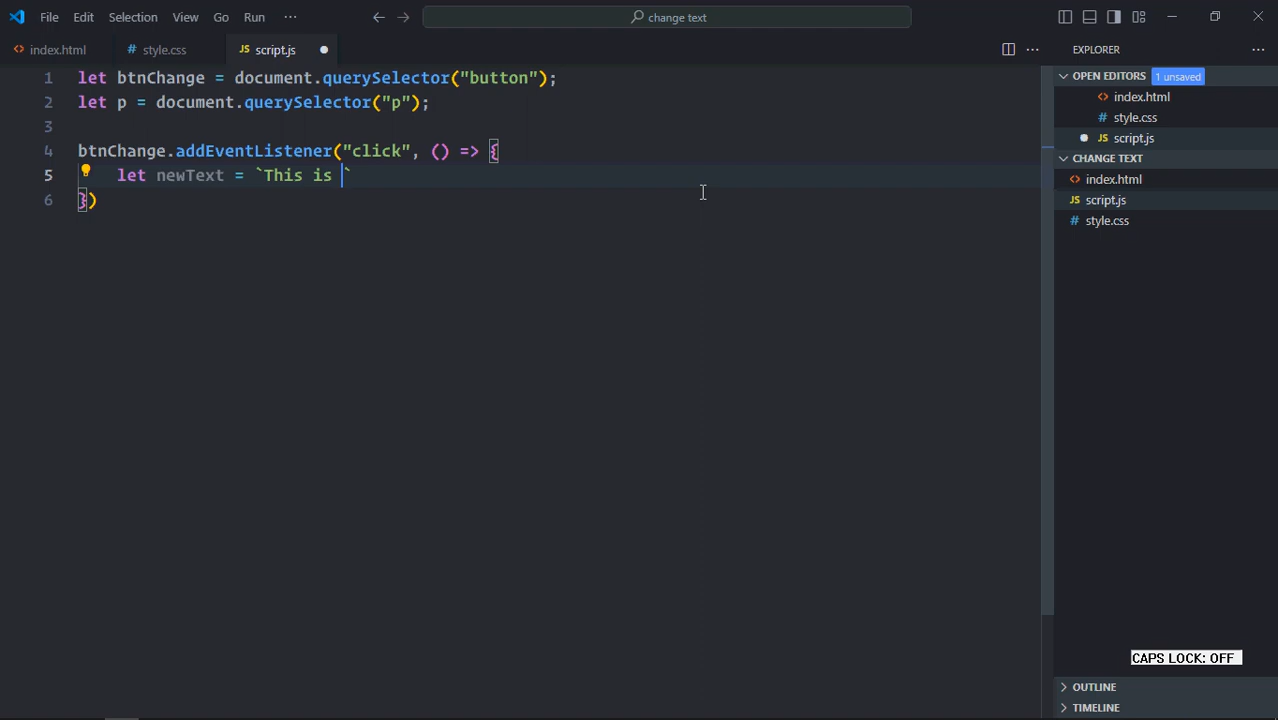 File Edit Selection View Go Run ··· change text
index.html style.css JS script.js
1 let btnChange = document.querySelector("button");
2 let p = document.querySelector("p");
3
4 btnChange.addEventListener("click", () => {
5 let newText = `This is `
6 })
EXPLORER
OPEN EDITORS 1 unsaved
<> index.html
# style.css
JS script.js
CHANGE TEXT
<> index.html
JS script.js
# style.css
CAPS LOCK: OFF
OUTLINE
TIMELINE